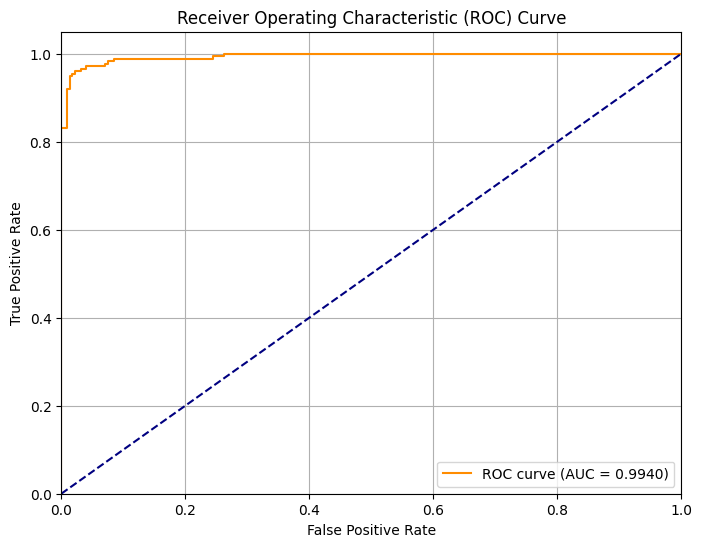 Receiver Operating Characteristic (ROC) Curve
True Positive Rate
1.0
0.8
0.6
0.4
0.2
0.0
ROC curve (AUC = 0.9940)
0.0 0.2 0.4 0.6 0.8 1.0
False Positive Rate